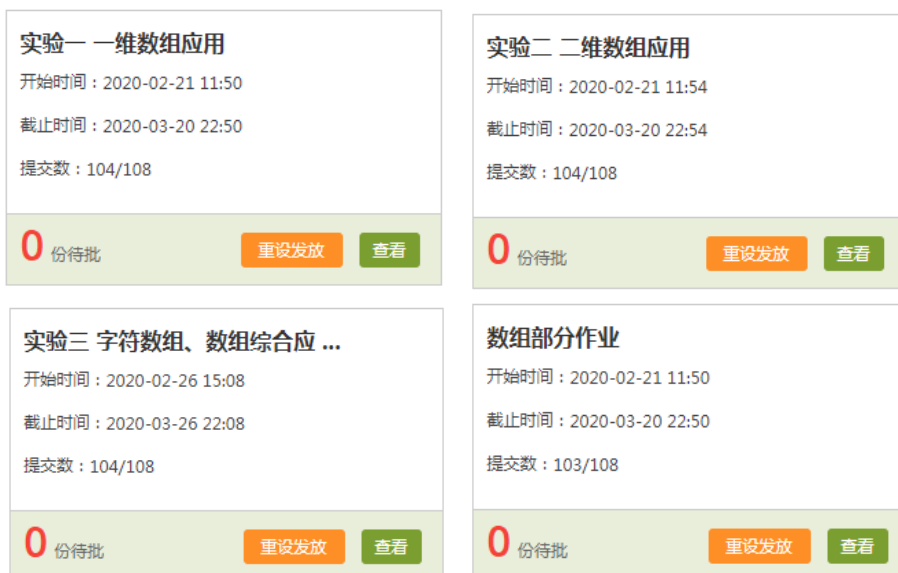 实验一 一维数组应用
开始时间：2020-02-21 11:50
截止时间：2020-03-20 22:50
提交数：104/108
0 份待批 重设发放 查看
实验二 二维数组应用
开始时间：2020-02-21 11:54
截止时间：2020-03-20 22:54
提交数：104/108
0 份待批 重设发放 查看
实验三 字符数组、数组综合应 ...
开始时间：2020-02-26 15:08
截止时间：2020-03-26 22:08
提交数：104/108
0 份待批 重设发放 查看
数组部分作业
开始时间：2020-02-21 11:50
截止时间：2020-03-20 22:50
提交数：103/108
0 份待批 重设发放 查看